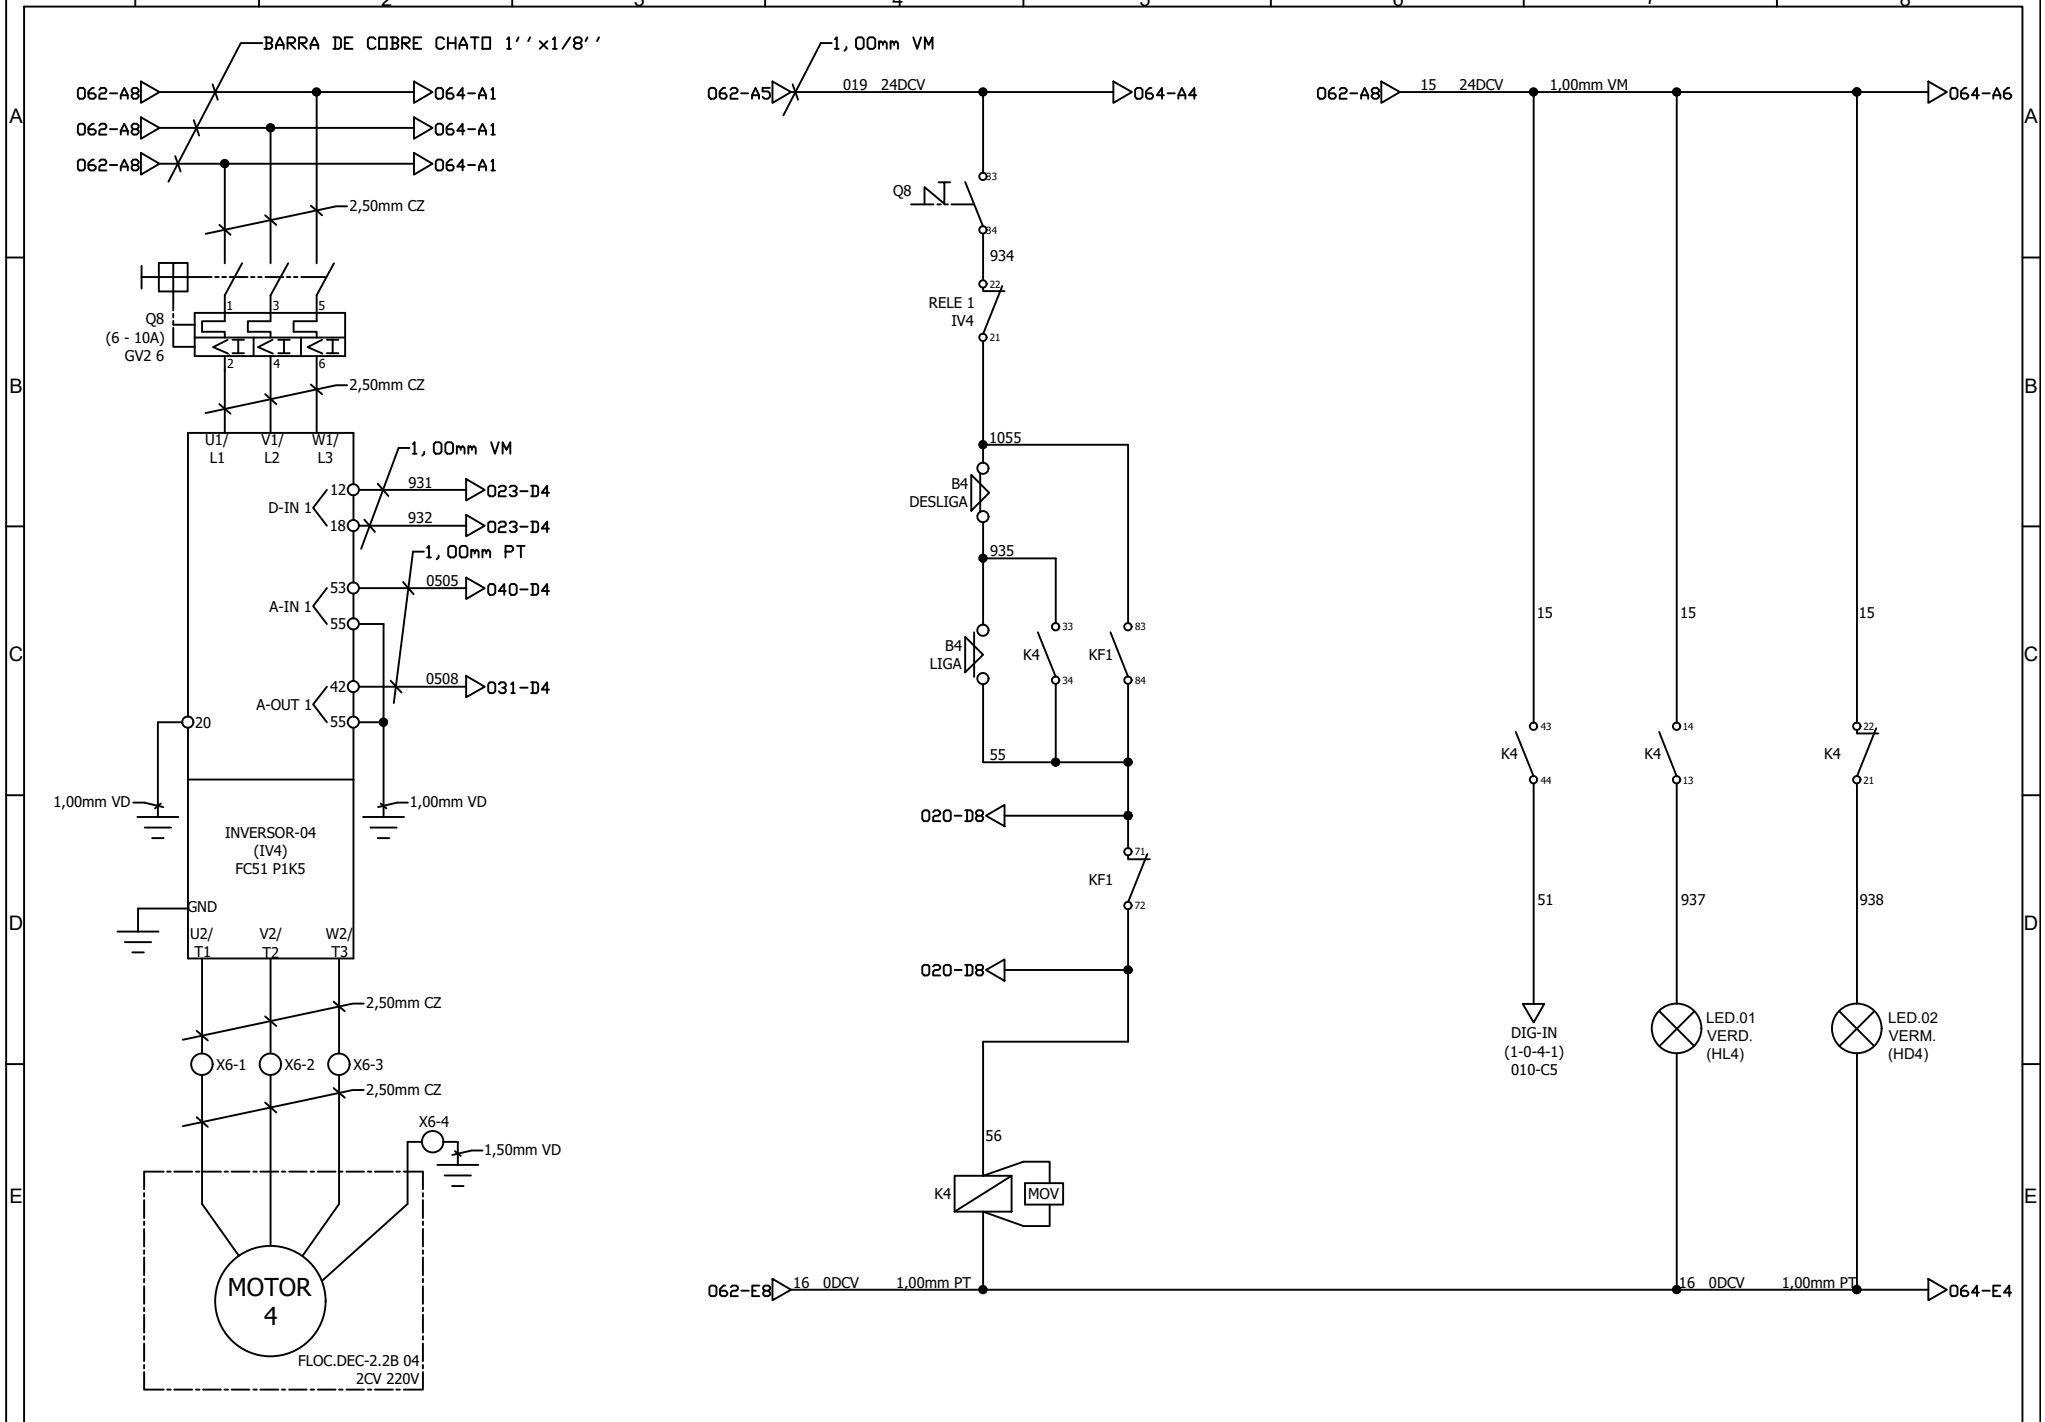 2 3 4 5 6 7 8
BARRA DE COBRE CHATO 1''x1/8''
1,00mm VM
062-A8 064-A1
062-A5 019 24DCV 064-A4
062-A8 15 24DCV 1,00mm VM 064-A6
A A
062-A8 064-A1
062-A8 064-A1
2,50mm CZ
33
Q8
34
934
1 3 5
Q8
(6 - 10A)
GV2 6
2 4 6
22
RELE 1
IV4
21
2,50mm CZ
B B
U1/ V1/ W1/
L1 L2 L3
1,00mm VM
12 931 023-D4
D-IN 1
18 932 023-D4
1,00mm PT
53 0505 040-D4
A-IN 1
55
42 0508 031-D4
A-OUT 1
55
20
1055
B4
DESLIGA
935
B4
LIGA
33
K4
34
83
KF1
84
55
15 15 15
C C
43
K4
44
14
K4
13
22
K4
21
1,00mm VD
1,00mm VD
020-D8
INVERSOR-04
(IV4)
FC51 P1K5
71
KF1
72
GND
51 937 938
D D
U2/ V2/ W2/
T1 T2 T3
020-D8
2,50mm CZ
DIG-IN
(1-0-4-1)
010-C5
LED.01
VERD.
(HL4)
LED.02
VERM.
(HD4)
X6-1 X6-2 X6-3
2,50mm CZ
X6-4
1,50mm VD
56
K4 MOV
E E
MOTOR
4
062-E8 16 0DCV 1,00mm PT 16 0DCV 1,00mm PT 064-E4
FLOC.DEC-2.2B 04
2CV 220V